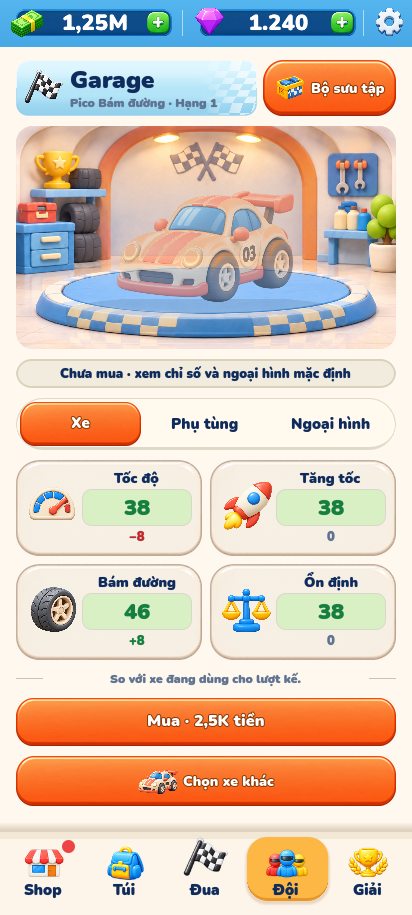 1,25M
1.240
Garage
Pico Bám đường · Hạng 1
Bộ sưu tập
03
Chưa mua · xem chỉ số và ngoại hình mặc định
Xe
Phụ tùng
Ngoại hình
Tốc độ
38
−8
Tăng tốc
38
0
Bám đường
46
+8
Ổn định
38
0
So với xe đang dùng cho lượt kế.
Mua · 2,5K tiền
Chọn xe khác
Shop
Túi
Đua
Đội
Giải